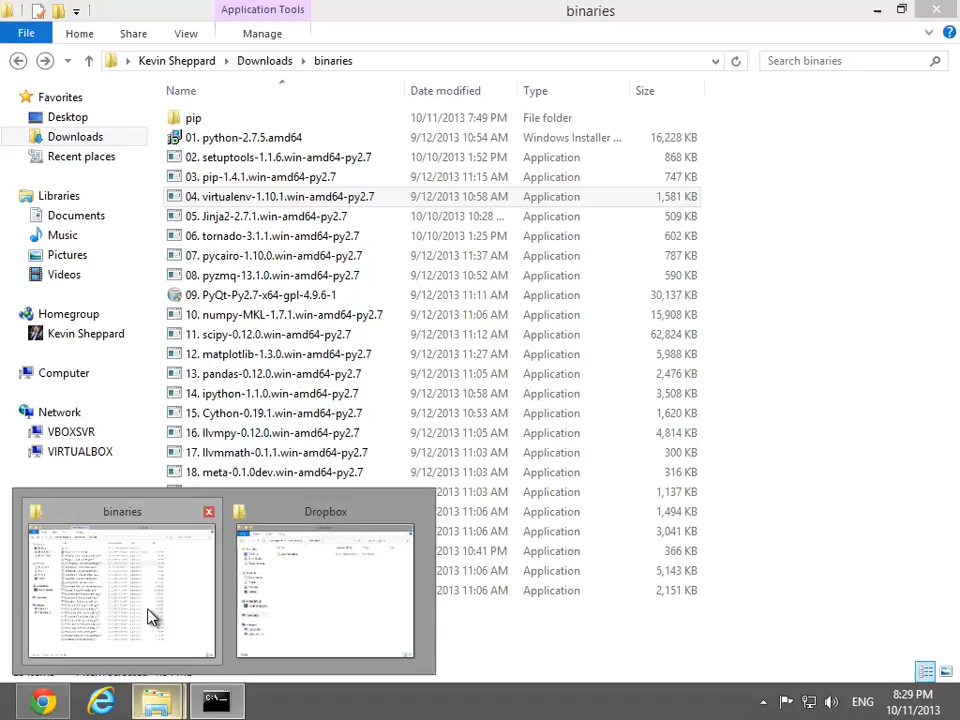 Application Tools
binaries
File Home Share View Manage
Kevin Sheppard Downloads binaries
Search binaries
Name Date modified Type Size
Favorites
Desktop
Downloads
Recent places
Libraries
Documents
Music
Pictures
Videos
Homegroup
Kevin Sheppard
Computer
Network
VBOXSVR
VIRTUALBOX
pip 10/11/2013 7:49 PM File folder
01. python-2.7.5.amd64 9/12/2013 10:54 AM Windows Installer ... 16,228 KB
02. setuptools-1.1.6.win-amd64-py2.7 10/10/2013 1:52 PM Application 868 KB
03. pip-1.4.1.win-amd64-py2.7 9/12/2013 11:15 AM Application 747 KB
04. virtualenv-1.10.1.win-amd64-py2.7 9/12/2013 10:58 AM Application 1,581 KB
05. Jinja2-2.7.1.win-amd64-py2.7 10/10/2013 10:28 ... Application 509 KB
06. tornado-3.1.1.win-amd64-py2.7 10/10/2013 1:25 PM Application 602 KB
07. pycairo-1.10.0.win-amd64-py2.7 9/12/2013 11:37 AM Application 787 KB
08. pyzmq-13.1.0.win-amd64-py2.7 9/12/2013 10:52 AM Application 590 KB
09. PyQt-Py2.7-x64-gpl-4.9.6-1 9/12/2013 11:11 AM Application 30,137 KB
10. numpy-MKL-1.7.1.win-amd64-py2.7 9/12/2013 11:06 AM Application 15,908 KB
11. scipy-0.12.0.win-amd64-py2.7 9/12/2013 11:12 AM Application 62,824 KB
12. matplotlib-1.3.0.win-amd64-py2.7 9/12/2013 11:27 AM Application 5,988 KB
13. pandas-0.12.0.win-amd64-py2.7 9/12/2013 11:05 AM Application 2,476 KB
14. ipython-1.1.0.win-amd64-py2.7 9/12/2013 10:58 AM Application 3,508 KB
15. Cython-0.19.1.win-amd64-py2.7 9/12/2013 10:53 AM Application 1,620 KB
16. llvmpy-0.12.0.win-amd64-py2.7 9/12/2013 11:05 AM Application 4,814 KB
17. llvmmath-0.1.1.win-amd64-py2.7 9/12/2013 11:03 AM Application 300 KB
18. meta-0.1.0dev.win-amd64-py2.7 9/12/2013 11:03 AM Application 316 KB
2013 11:03 AM Application 1,137 KB
2013 11:06 AM Application 1,494 KB
2013 11:06 AM Application 3,041 KB
2013 10:41 PM Application 366 KB
2013 11:06 AM Application 5,143 KB
2013 11:06 AM Application 2,151 KB
binaries Dropbox
ENG
8:29 PM
10/11/2013